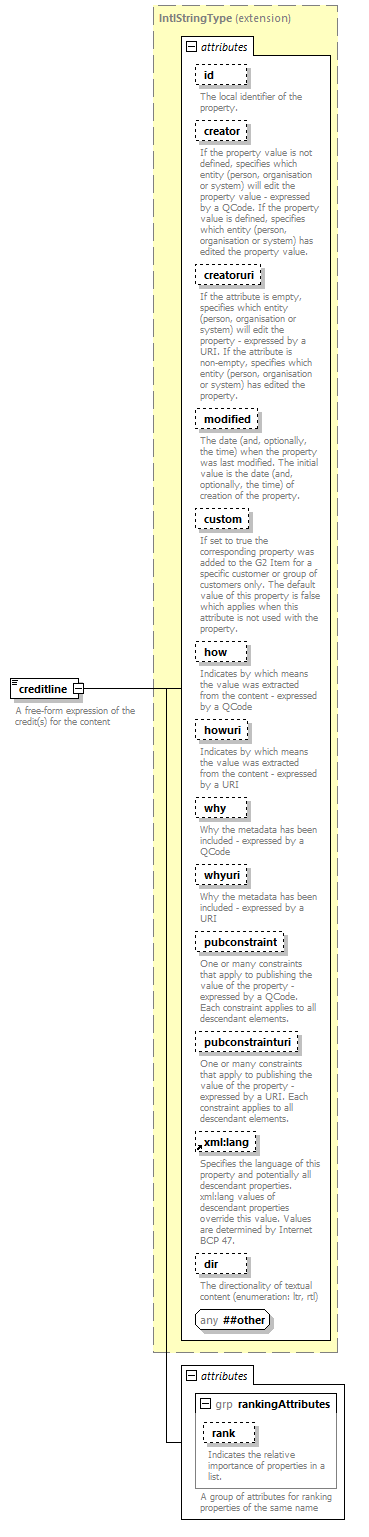 IntlStringType (extension)
attributes
id
The local identifier of the
property.
creator
If the property value is not
defined, specifies which
entity (person, organisation
or system) will edit the
property value - expressed
by a QCode. If the property
value is defined, specifies
which entity (person,
organisation or system) has
edited the property value.
creatoruri
If the attribute is empty,
specifies which entity
(person, organisation or
system) will edit the
property - expressed by a
URI. If the attribute is
non-empty, specifies which
entity (person, organisation
or system) has edited the
property.
modified
The date (and, optionally,
the time) when the property
was last modified. The initial
value is the date (and,
optionally, the time) of
creation of the property.
custom
If set to true the
corresponding property was
added to the G2 Item for a
specific customer or group of
customers only. The default
value of this property is false
which applies when this
attribute is not used with the
property.
how
Indicates by which means
the value was extracted
from the content - expressed
by a QCode
creditline
A free-form expression of the
credit(s) for the content
howuri
Indicates by which means
the value was extracted
from the content - expressed
by a URI
why
Why the metadata has been
included - expressed by a
QCode
whyuri
Why the metadata has been
included - expressed by a
URI
pubconstraint
One or many constraints
that apply to publishing the
value of the property -
expressed by a QCode.
Each constraint applies to all
descendant elements.
pubconstrainturi
One or many constraints
that apply to publishing the
value of the property -
expressed by a URI. Each
constraint applies to all
descendant elements.
xml:lang
Specifies the language of this
property and potentially all
descendant properties.
xml:lang values of
descendant properties
override this value. Values
are determined by Internet
BCP 47.
dir
The directionality of textual
content (enumeration: ltr, rtl)
any ##other
attributes
grp rankingAttributes
rank
Indicates the relative
importance of properties in a
list.
A group of attributes for ranking
properties of the same name